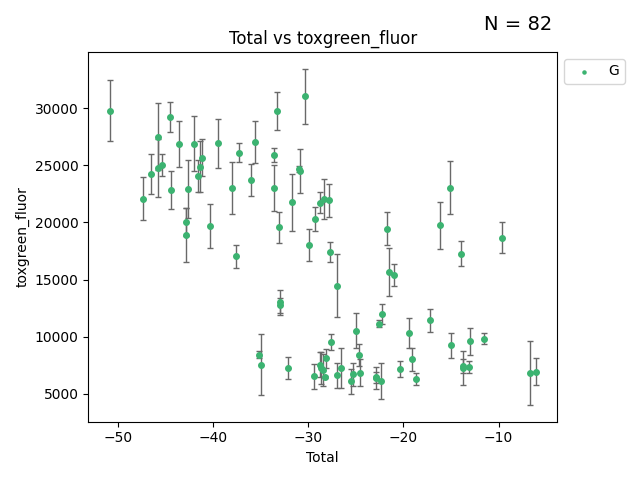 N = 82
Total vs toxgreen_fluor
G
30000
25000
20000
15000
10000
5000
toxgreen_fluor
−50
−40
−30
−20
−10
Total